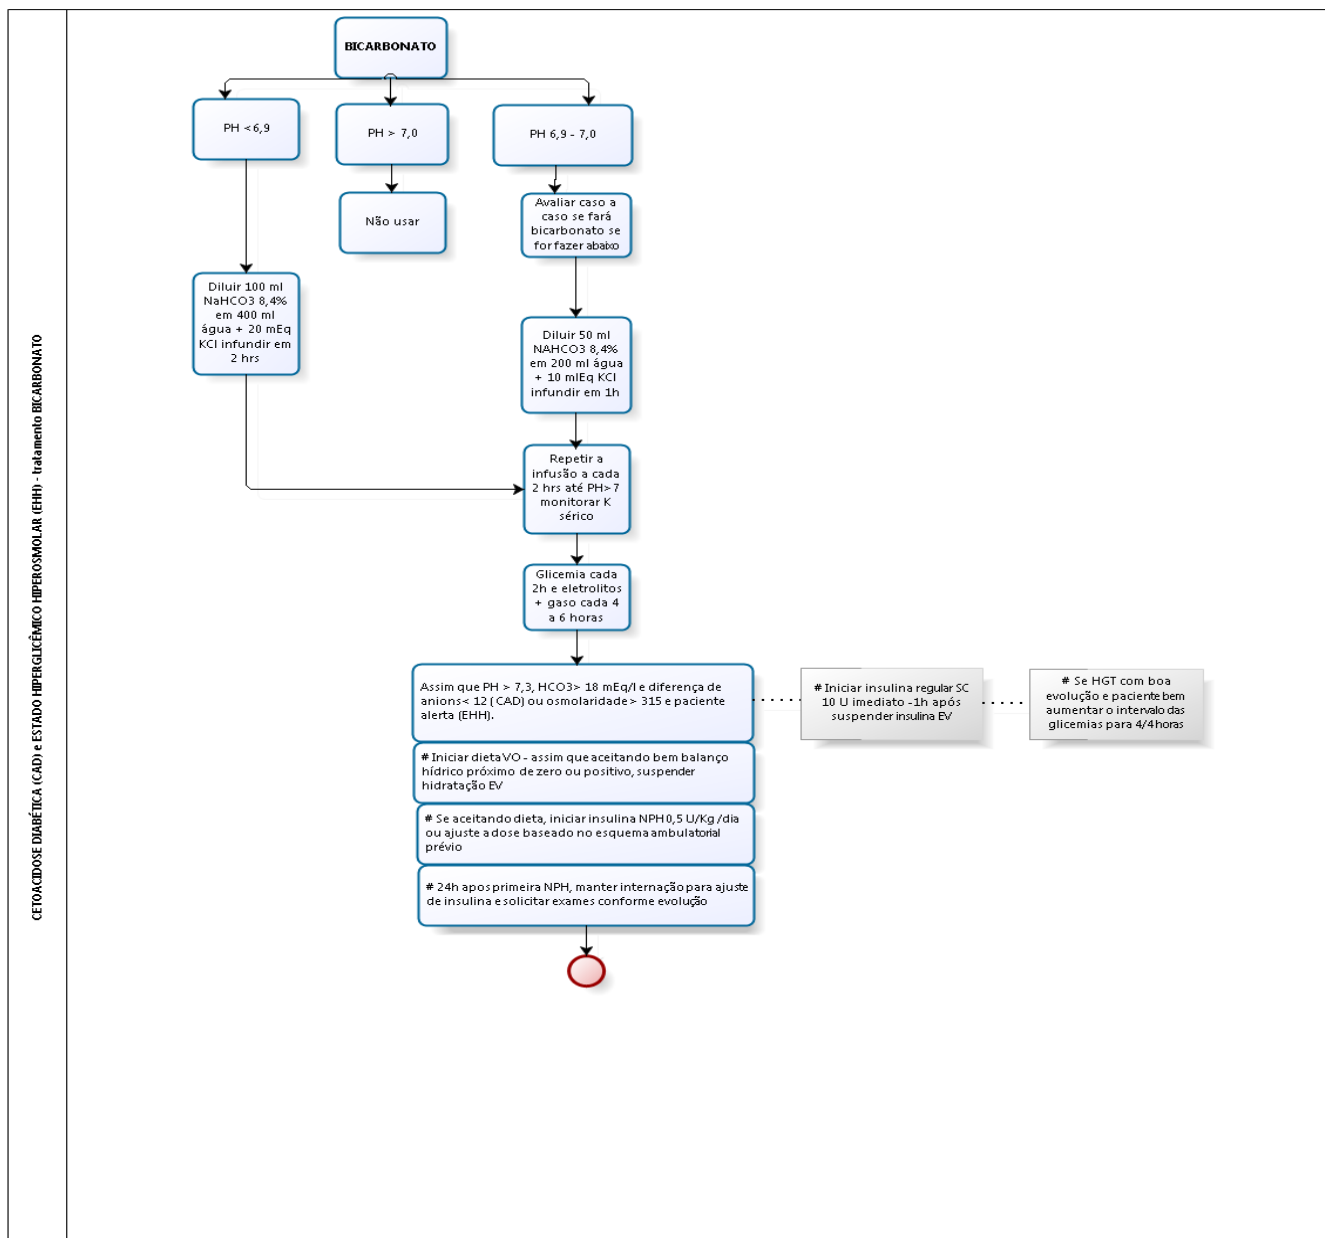 CETOACIDOSE DIABÉTICA (CAD) e ESTADO HIPERGLICÊMICO HIPEROSMOLAR (EHH) - tratamento BICARBONATO
BICARBONATO
PH <6,9
PH > 7,0
PH 6,9 - 7,0
Não usar
Avaliar caso a
caso se fará
bicarbonato se
for fazer abaixo
Diluir 100 ml
NaHCO3 8,4%
em 400 ml
água + 20 mEq
KCl infundir em
2 hrs
Diluir 50 ml
NAHCO3 8,4%
em 200 ml água
+ 10 mlEq KCl
infundir em 1h
Repetir a
infusão a cada
2 hrs até PH>7
monitorar K
sérico
Glicemia cada
2h e eletrolitos
+ gaso cada 4
a 6 horas
Assim que PH > 7,3, HCO3> 18 mEq/l e diferença de
anions< 12 ( CAD) ou osmolaridade> 315 e paciente
alerta (EHH).
# Iniciar insulina regular SC
10 U imediato -1h após
suspender insulina EV
# Se HGT com boa
evolução e paciente bem
aumentar o intervalo das
glicemias para 4/4 horas
# Iniciar dieta VO - assim que aceitando bem balanço
hídrico próximo de zero ou positivo, suspender
hidratação EV
# Se aceitando dieta, iniciar insulina NPH 0,5 U/Kg /dia
ou ajuste a dose baseado no esquema ambulatorial
prévio
# 24h apos primeira NPH, manter internação para ajuste
de insulina e solicitar exames conforme evolução